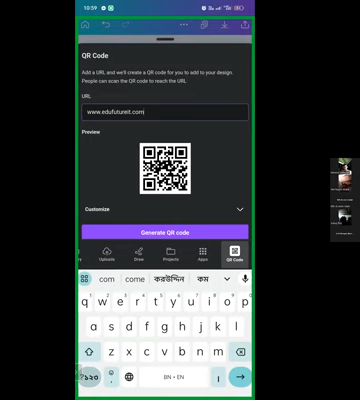 10:59
QR Code
Add a URL and we'll create a QR code for you to add to your design.
People can scan the QR code to reach the URL
URL
www.edufutureit.com
Preview
Customize
Generate QR code
Uploads Draw Projects Apps QR Code
com come করউদ্দিন কম
q w e r t y u i o p
a s d f g h j k l
z x c v b n m
?১২৩ , BN • EN ।